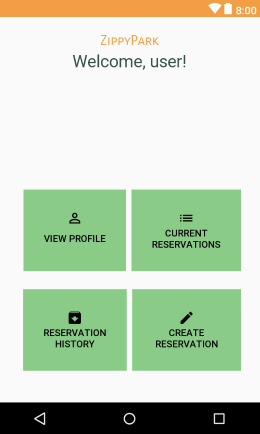 8:00
ZippyPark
Welcome, user!
VIEW PROFILE
CURRENT
RESERVATIONS
RESERVATION
HISTORY
CREATE
RESERVATION